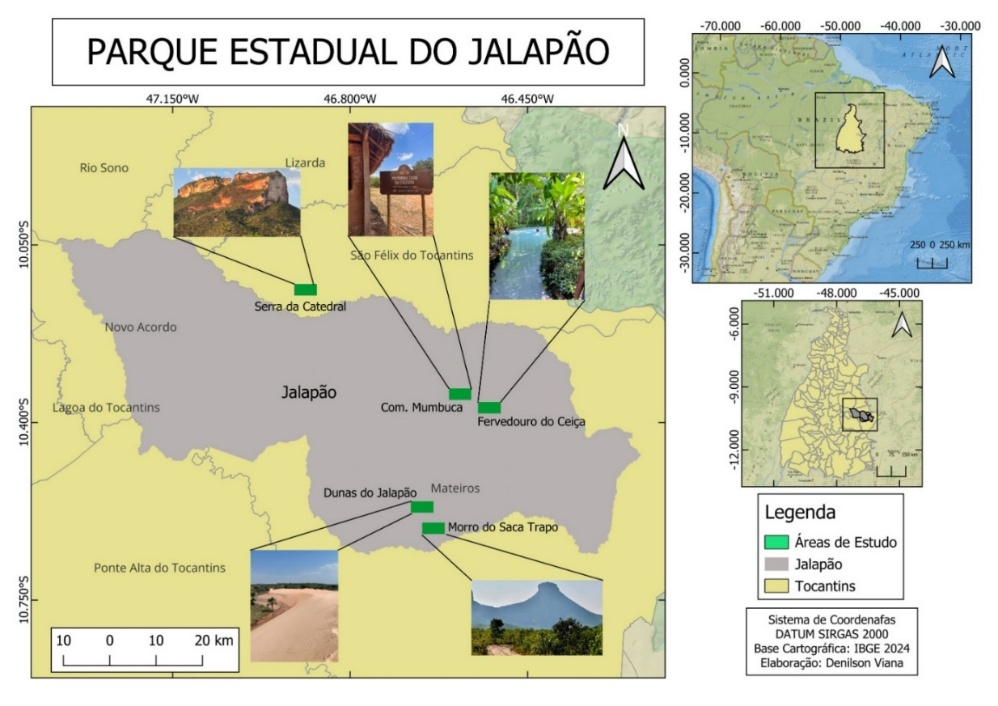 PARQUE ESTADUAL DO JALAPÃO
47.150°W 46.800°W 46.450°W
10.050°S
10.400°S
10.750°S
N
Rio Sono
Lizarda
São Félix do Tocantins
Serra da Catedral
Novo Acordo
Jalapão
Lagoa do Tocantins
Com. Mumbuca
Fervedouro do Ceiça
Dunas do Jalapão
Mateiros
Morro do Saca Trapo
Ponte Alta do Tocantins
10 0 10 20 km
-70.000 -60.000 -50.000 -40.000 -30.000
0.000
-10.000
-20.000
-30.000
BRAZIL
BOLIVIA
PARAGUAY
250 0 250 km
-51.000 -48.000 -45.000
-6.000
-9.000
-12.000
Legenda
Áreas de Estudo
Jalapão
Tocantins
Sistema de Coordenafas
DATUM SIRGAS 2000
Base Cartográfica: IBGE 2024
Elaboração: Denilson Viana